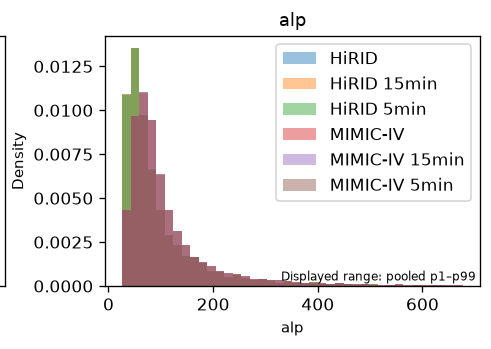 alp
HiRID
HiRID 15min
HiRID 5min
MIMIC-IV
MIMIC-IV 15min
MIMIC-IV 5min
Density
0.0125
0.0100
0.0075
0.0050
0.0025
0.0000
Displayed range: pooled p1–p99
0 200 400 600
alp